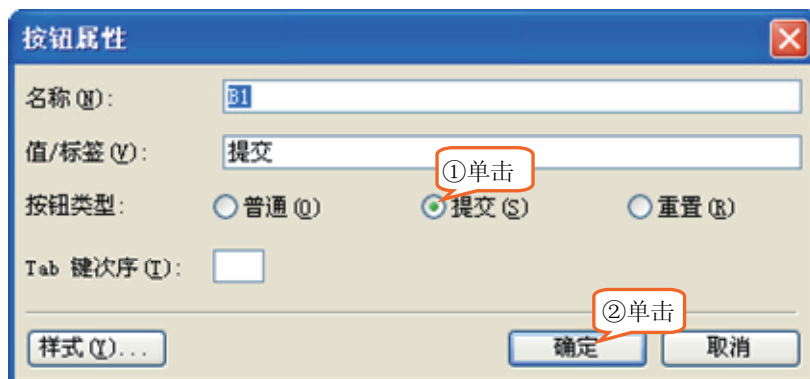 按钮属性
名称(N): B1
值/标签(V): 提交
①单击
按钮类型: 普通(O) 提交(S) 重置(R)
Tab 键次序(T):
②单击
样式(Y)... 确定 取消